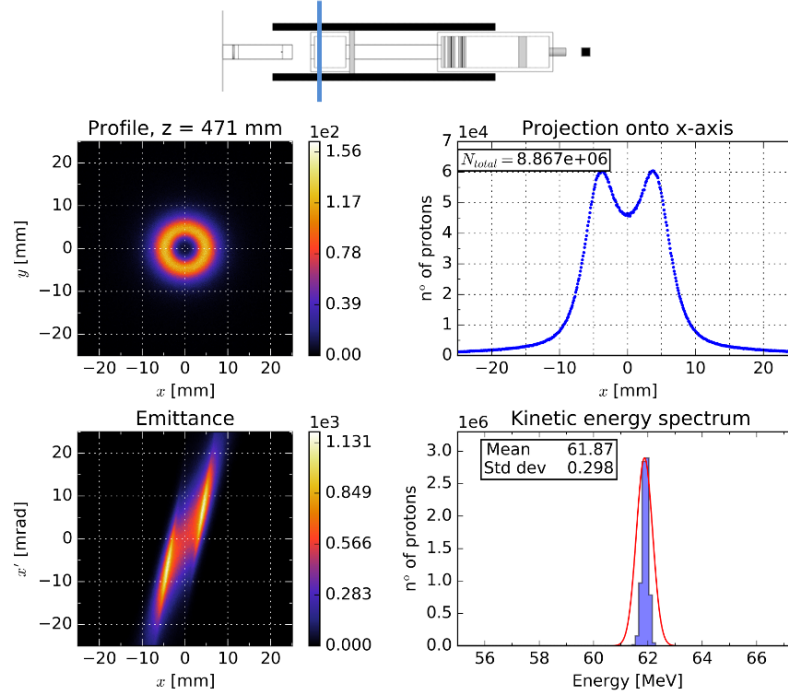 Profile, z = 471 mm
1e2
20
10
0
−10
−20
y [mm]
−20 −10 0 10 20
x [mm]
1.56
1.17
0.78
0.39
0.00
Projection onto x-axis
1e4
N_total = 8.867e+06
7
6
5
4
3
2
1
0
n° of protons
−20 −10 0 10 20
x [mm]
Emittance
1e3
20
10
0
−10
−20
x′ [mrad]
−20 −10 0 10 20
x [mm]
1.131
0.849
0.566
0.283
0.000
Kinetic energy spectrum
1e6
Mean 61.87
Std dev 0.298
3.0
2.5
2.0
1.5
1.0
0.5
0.0
n° of protons
56 58 60 62 64 66
Energy [MeV]